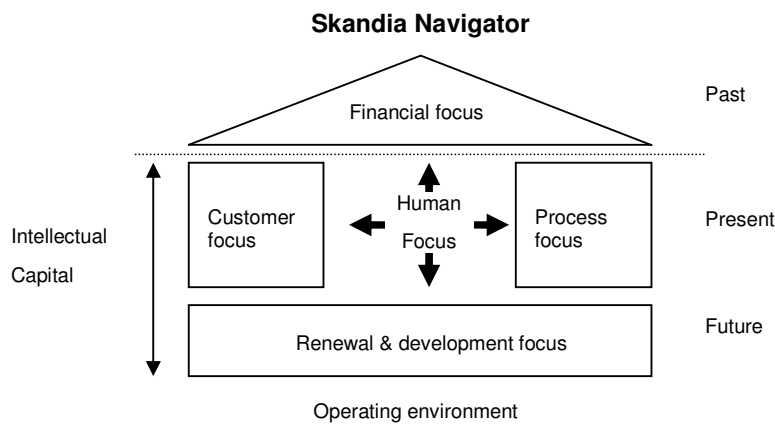 Skandia Navigator
Past
Financial focus
Human
Focus
Customer
focus
Process
focus
Present
Intellectual
Capital
Future
Renewal & development focus
Operating environment